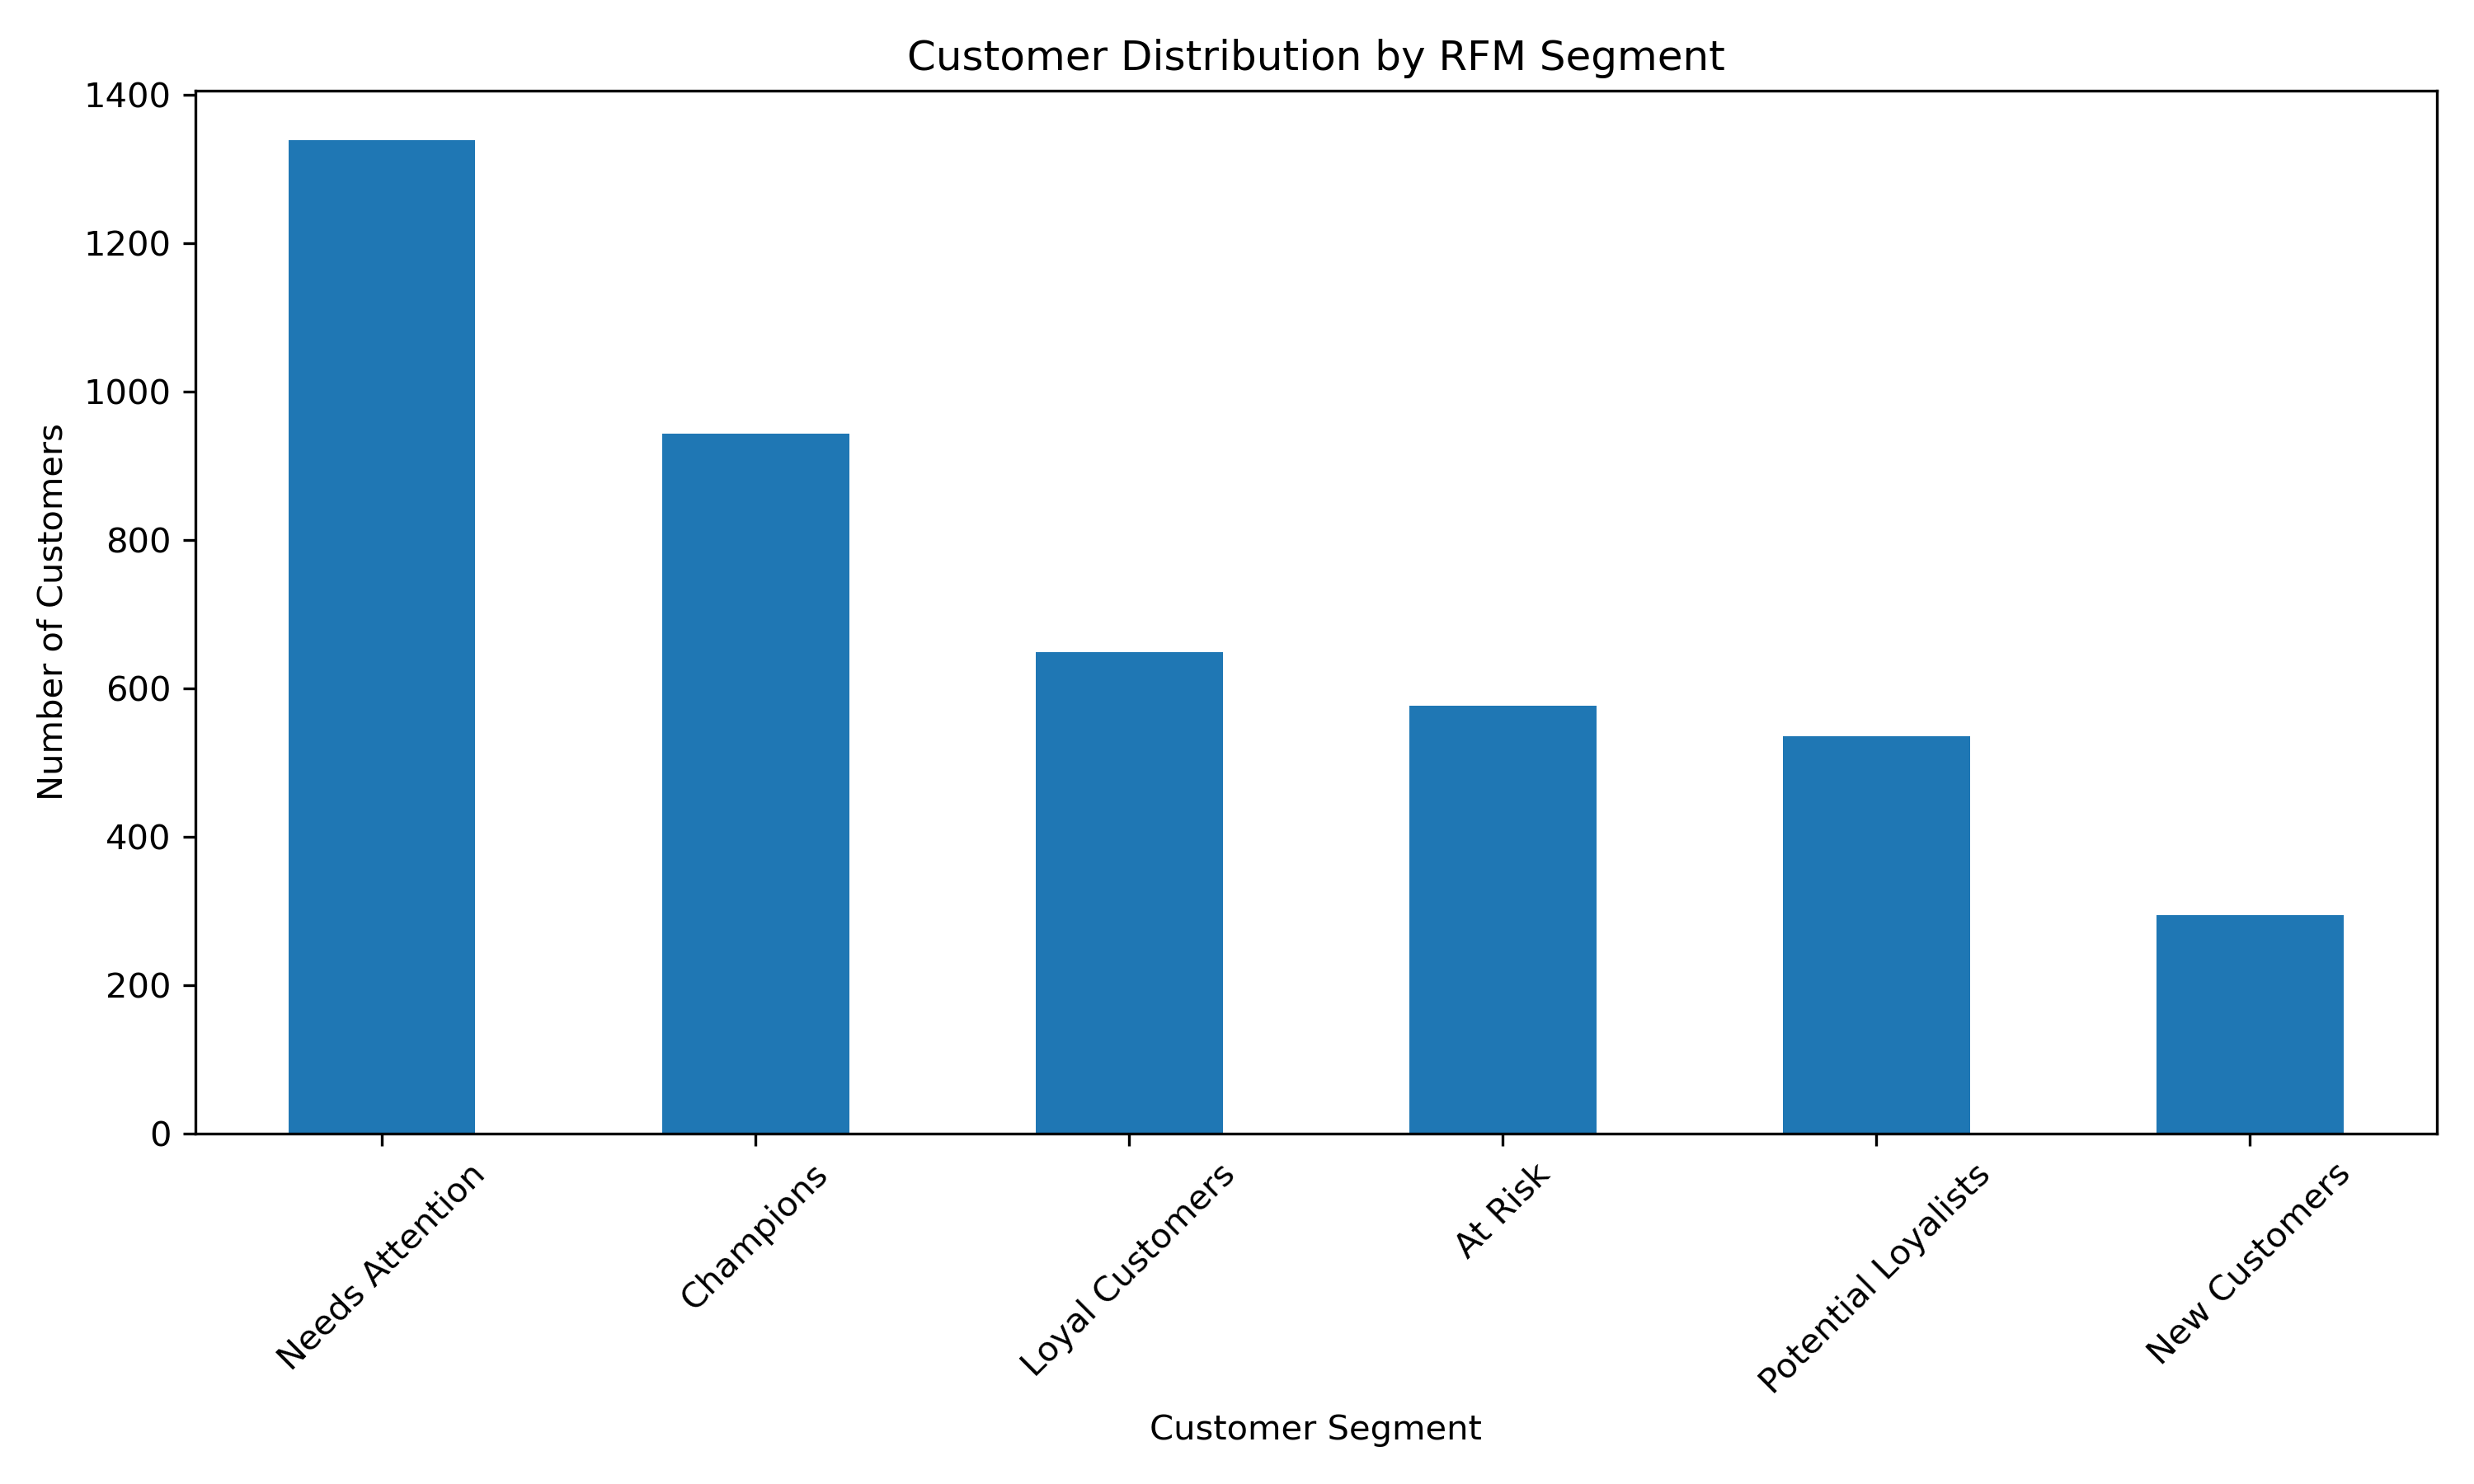 Customer Distribution by RFM Segment
1400
1200
1000
800
600
400
200
0
Number of Customers
Needs Attention
Champions
Loyal Customers
At Risk
Potential Loyalists
New Customers
Customer Segment